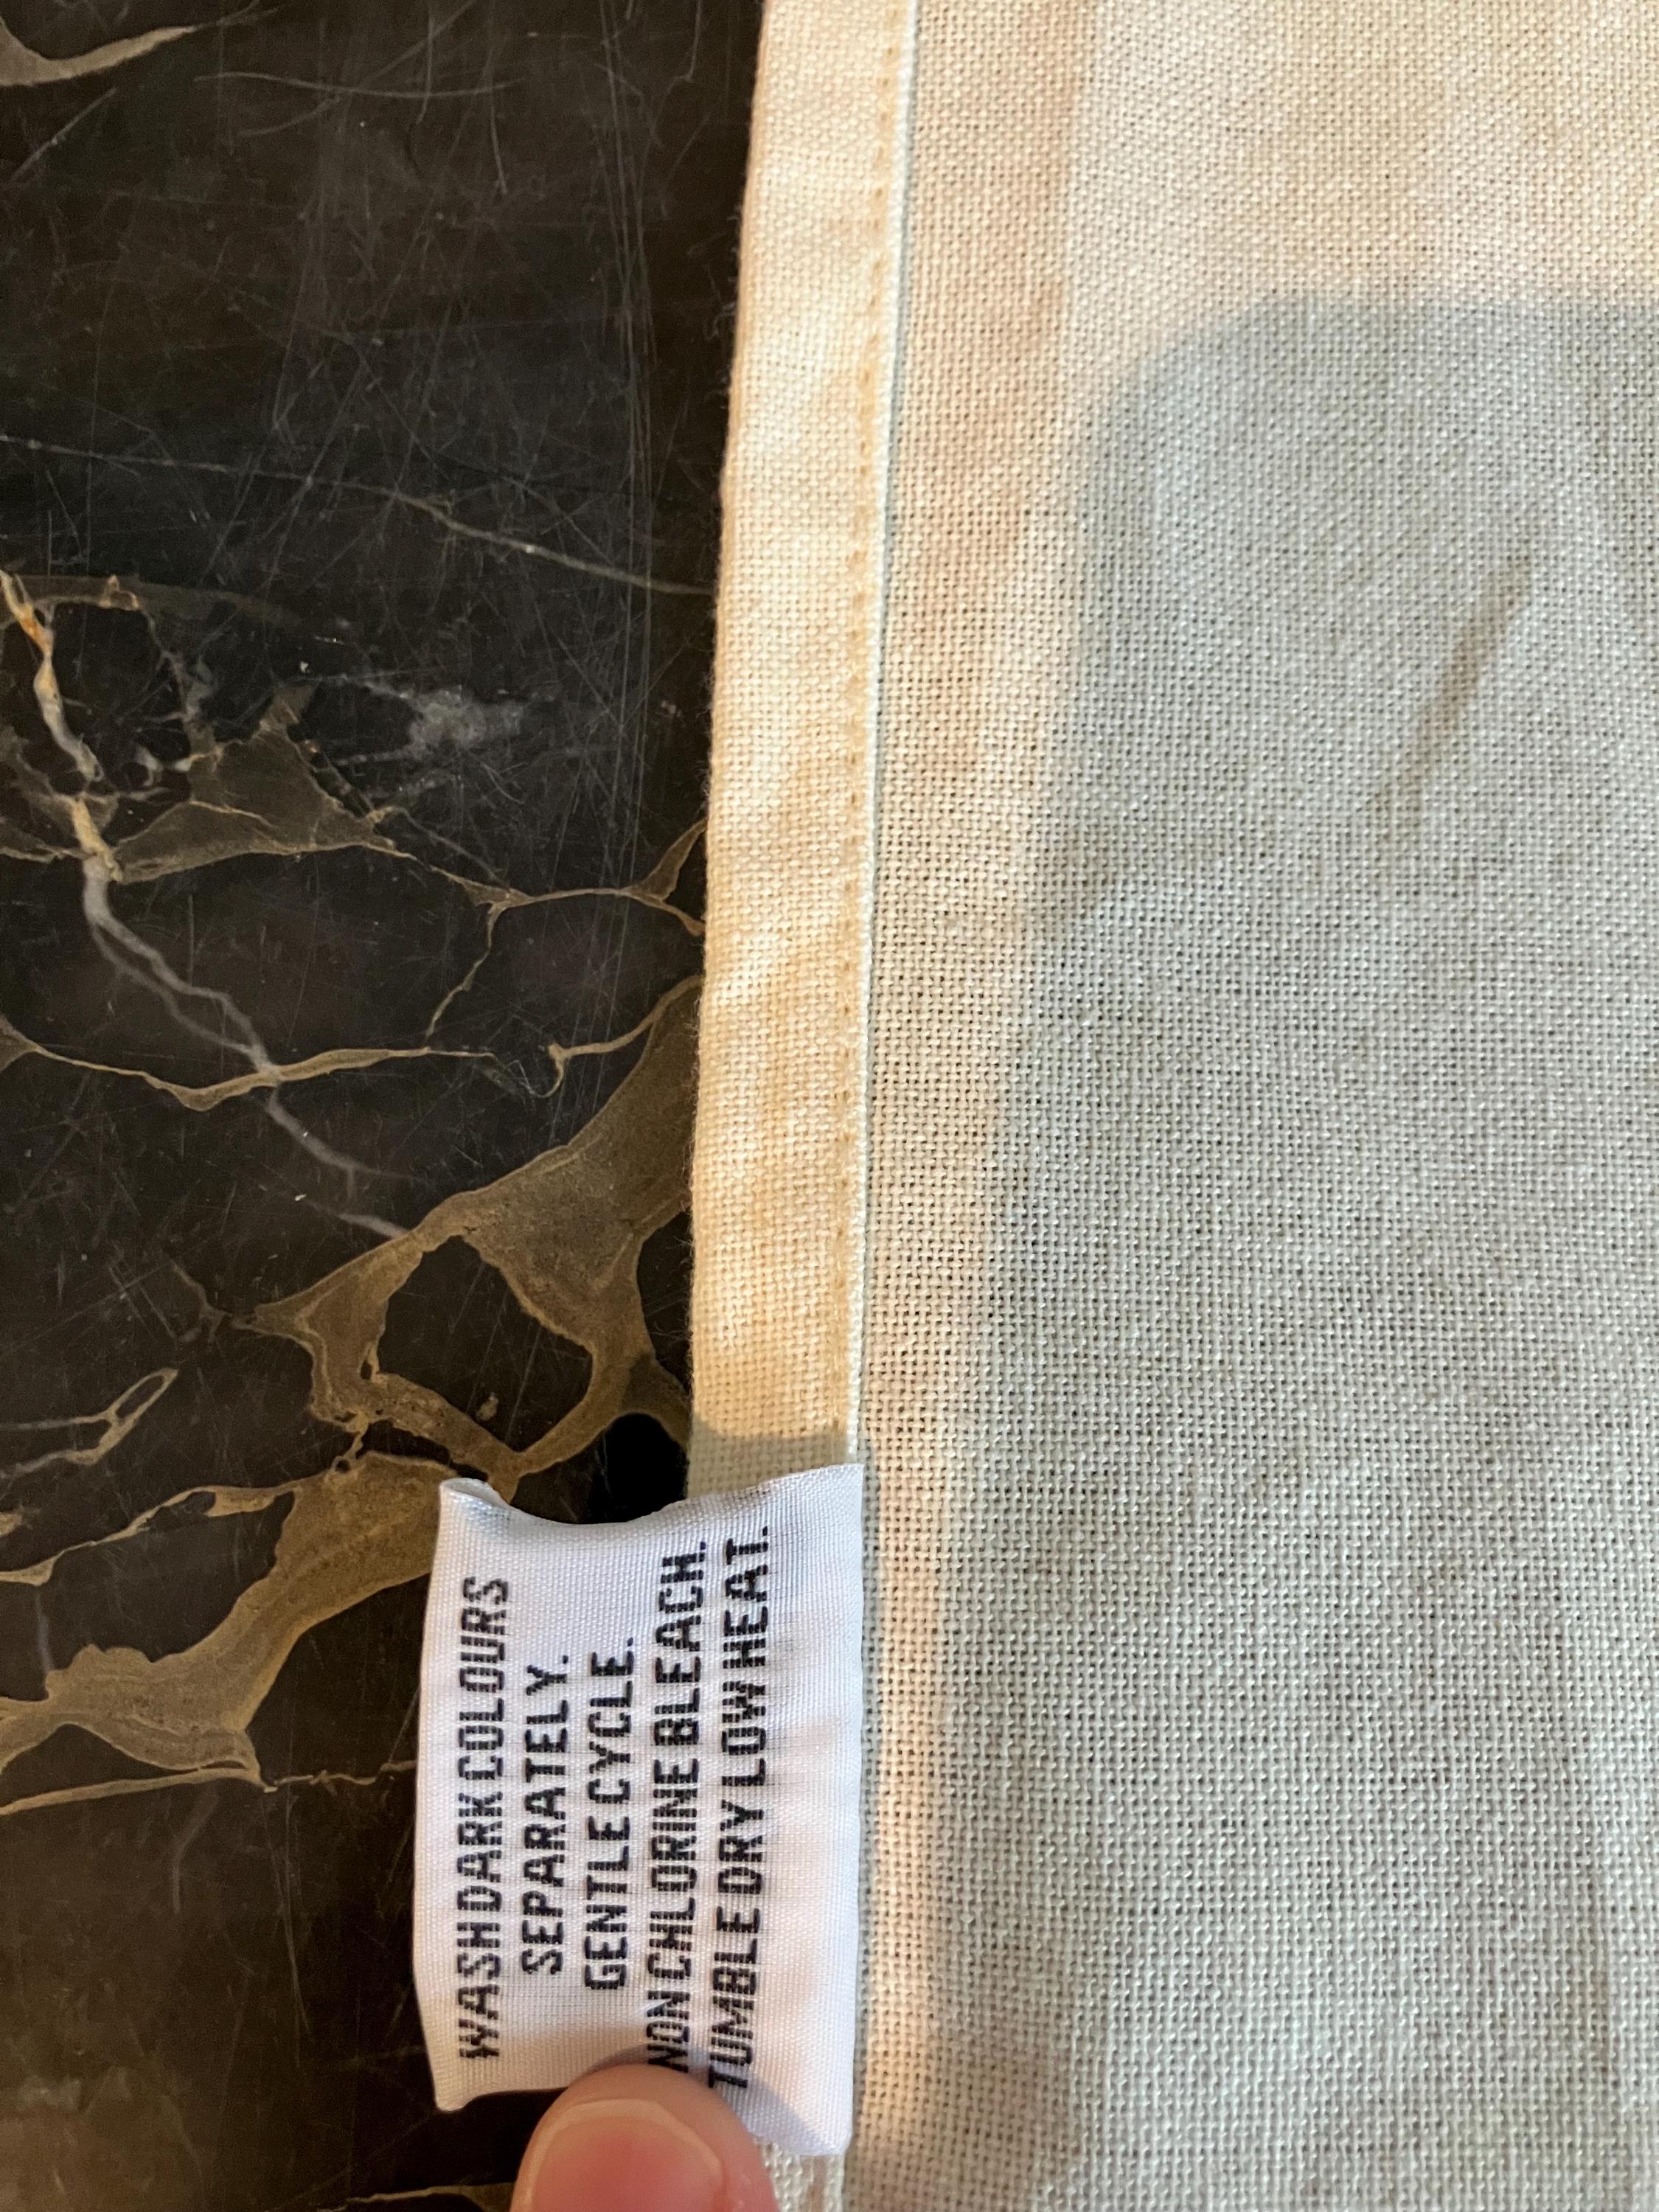 WASH DARK COLOURS
SEPARATELY.
GENTLE CYCLE.
NON CHLORINE BLEACH.
TUMBLE DRY LOW HEAT.